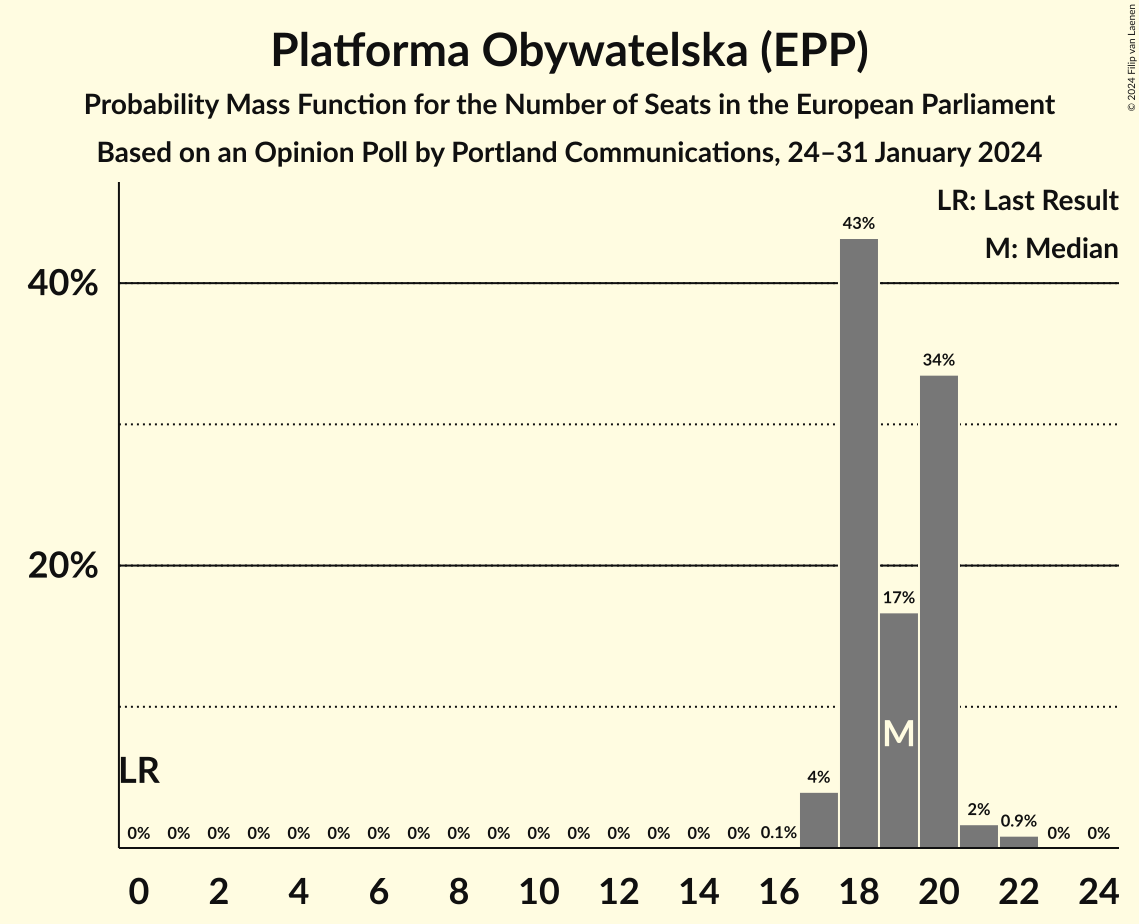 Platforma Obywatelska (EPP)
Probability Mass Function for the Number of Seats in the European Parliament
Based on an Opinion Poll by Portland Communications, 24–31 January 2024
© 2024 Filip van Laenen
LR: Last Result
M: Median
40%
20%
43%
34%
17%
M
LR
4%
2%
0.9%
0% 0% 0% 0% 0% 0% 0% 0% 0% 0% 0% 0% 0% 0% 0% 0% 0.1% 0% 0%
0 2 4 6 8 10 12 14 16 18 20 22 24